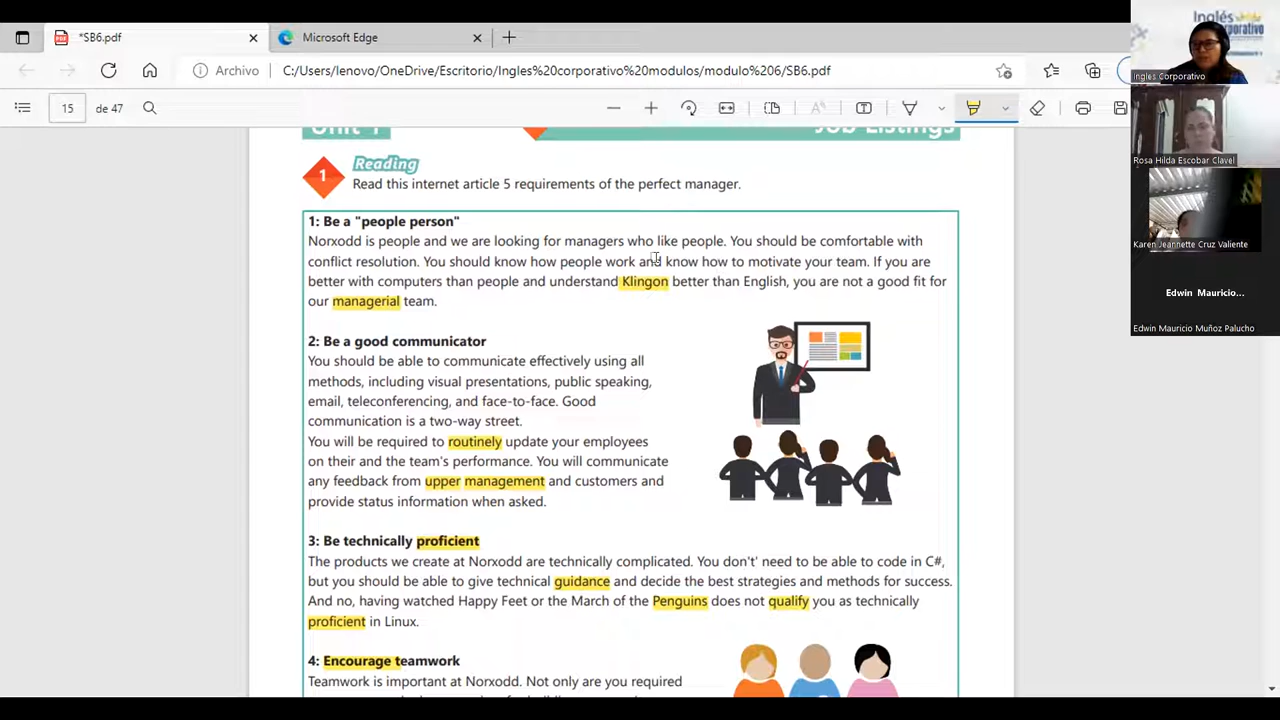 *SB6.pdf
Microsoft Edge
Archivo
C:/Users/lenovo/OneDrive/Escritorio/Ingles%20corporativo%20modulos/modulo%206/SB6.pdf
15
de 47
Unit 1
Job Listings
1
Reading
Read this internet article 5 requirements of the perfect manager.
1: Be a "people person"
Norxodd is people and we are looking for managers who like people. You should be comfortable with
conflict resolution. You should know how people work and know how to motivate your team. If you are
better with computers than people and understand Klingon better than English, you are not a good fit for
our managerial team.
2: Be a good communicator
You should be able to communicate effectively using all
methods, including visual presentations, public speaking,
email, teleconferencing, and face-to-face. Good
communication is a two-way street.
You will be required to routinely update your employees
on their and the team's performance. You will communicate
any feedback from upper management and customers and
provide status information when asked.
3: Be technically proficient
The products we create at Norxodd are technically complicated. You don't' need to be able to code in C#,
but you should be able to give technical guidance and decide the best strategies and methods for success.
And no, having watched Happy Feet or the March of the Penguins does not qualify you as technically
proficient in Linux.
4: Encourage teamwork
Teamwork is important at Norxodd. Not only are you required
Inglés
corporativo
Ingles Corporativo
Rosa Hilda Escobar Clavel
Karen Jeannette Cruz Valiente
Edwin Mauricio...
Edwin Mauricio Muñoz Palucho